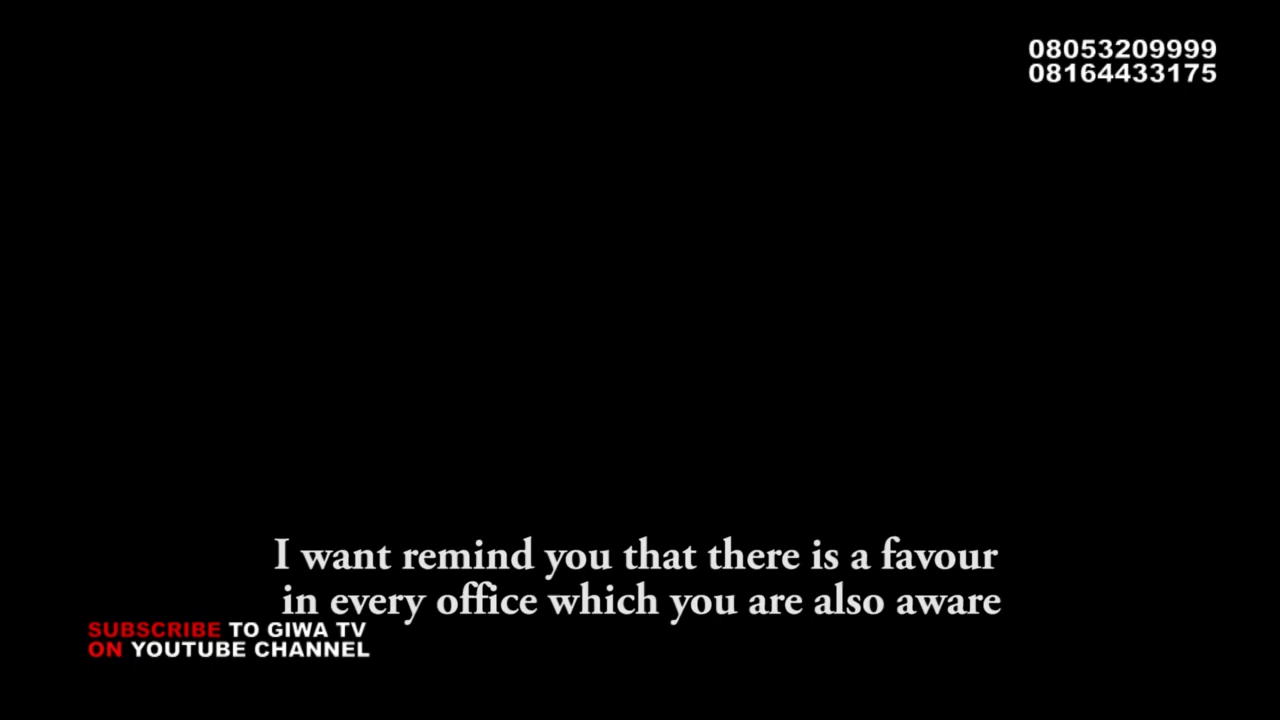 08053209999
08164433175
I want remind you that there is a favour
in every office which you are also aware
SUBSCRIBE TO GIWA TV
ON YOUTUBE CHANNEL